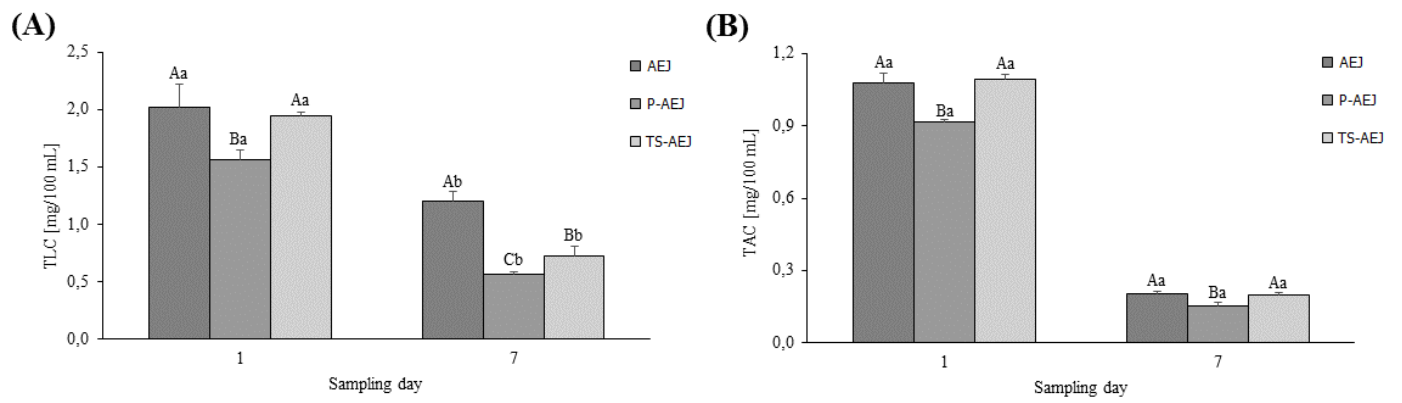 (A)
TLC [mg/100 mL]
2,5
2,0
1,5
1,0
0,5
0,0
Aa
Ba
Aa
Ab
Cb
Bb
1
7
Sampling day
AEJ
P-AEJ
TS-AEJ
(B)
TAC [mg/100 mL]
1,2
0,9
0,6
0,3
0,0
Aa
Ba
Aa
Aa
Ba
Aa
1
7
Sampling day
AEJ
P-AEJ
TS-AEJ